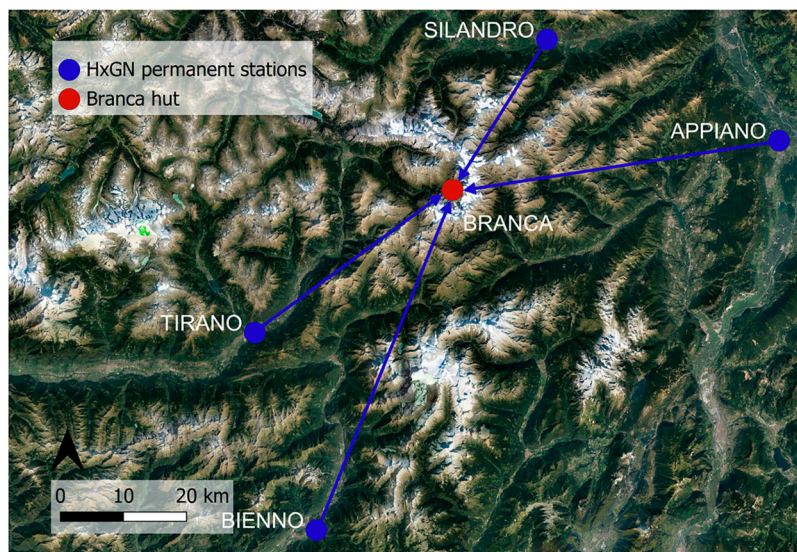 SILANDRO
HxGN permanent stations
Branca hut
APPIANO
BRANCA
TIRANO
0 10 20 km
BIENNO